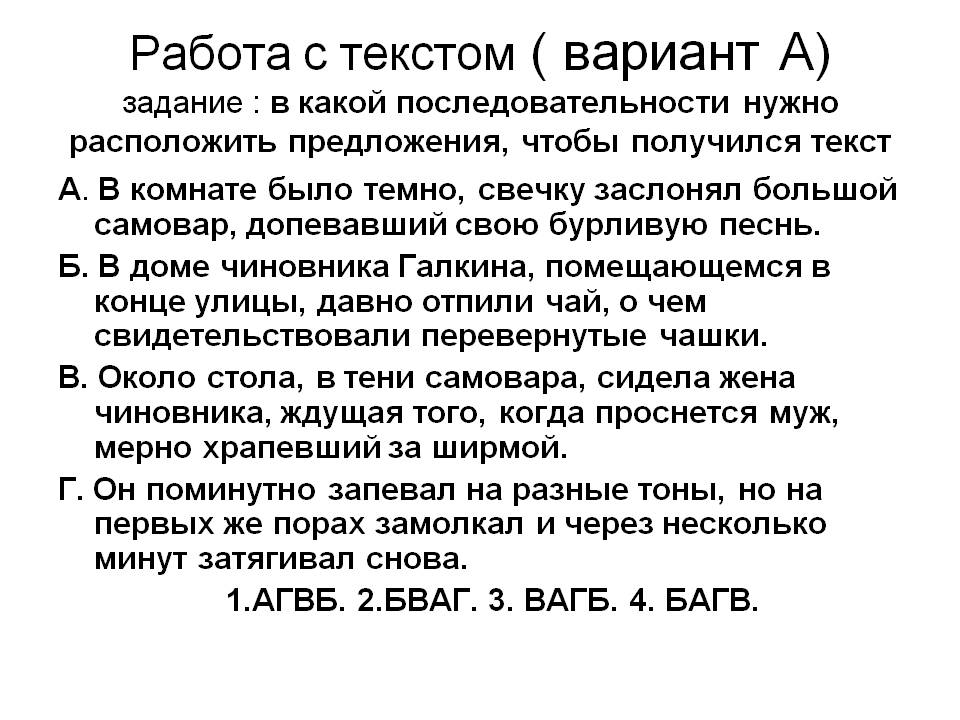 Работа с текстом ( вариант А)
задание : в какой последовательности нужно
расположить предложения, чтобы получился текст
А. В комнате было темно, свечку заслонял большой
самовар, допевавший свою бурливую песнь.
Б. В доме чиновника Галкина, помещающемся в
конце улицы, давно отпили чай, о чем
свидетельствовали перевернутые чашки.
В. Около стола, в тени самовара, сидела жена
чиновника, ждущая того, когда проснется муж,
мерно храпевший за ширмой.
Г. Он поминутно запевал на разные тоны, но на
первых же порах замолкал и через несколько
минут затягивал снова.
1.АГВБ. 2.БВАГ. 3. ВАГБ. 4. БАГВ.